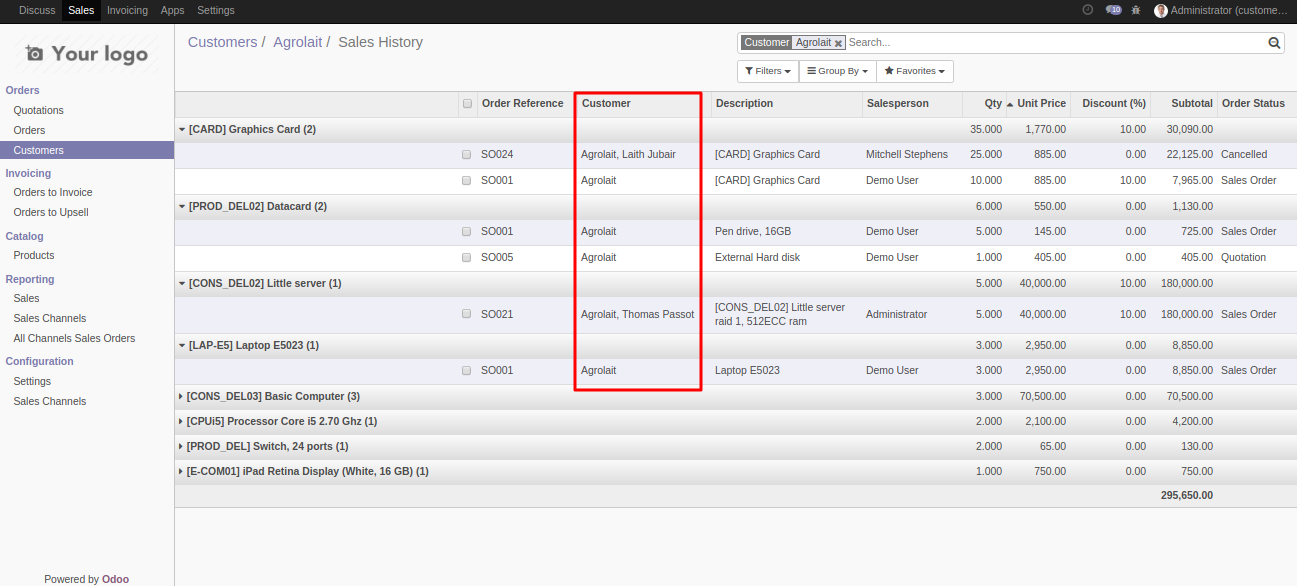 Discuss Sales Invoicing Apps Settings 10 Administrator (custome...
Your logo
Customers / Agrolait / Sales History
Customer Agrolait x Search...
Filters Group By Favorites
Orders
Quotations
Orders
Customers
Invoicing
Orders to Invoice
Orders to Upsell
Catalog
Products
Reporting
Sales
Sales Channels
All Channels Sales Orders
Configuration
Settings
Sales Channels
Powered by Odoo
Order Reference Customer Description Salesperson Qty Unit Price Discount (%) Subtotal Order Status
[CARD] Graphics Card (2) 35.000 1,770.00 10.00 30,090.00
SO024 Agrolait, Laith Jubair [CARD] Graphics Card Mitchell Stephens 25.000 885.00 0.00 22,125.00 Cancelled
SO001 Agrolait [CARD] Graphics Card Demo User 10.000 885.00 10.00 7,965.00 Sales Order
[PROD_DEL02] Datacard (2) 6.000 550.00 0.00 1,130.00
SO001 Agrolait Pen drive, 16GB Demo User 5.000 145.00 0.00 725.00 Sales Order
SO005 Agrolait External Hard disk Demo User 1.000 405.00 0.00 405.00 Quotation
[CONS_DEL02] Little server (1) 5.000 40,000.00 10.00 180,000.00
SO021 Agrolait, Thomas Passot [CONS_DEL02] Little server
raid 1, 512ECC ram Administrator 5.000 40,000.00 10.00 180,000.00 Sales Order
[LAP-E5] Laptop E5023 (1) 3.000 2,950.00 0.00 8,850.00
SO001 Agrolait Laptop E5023 Demo User 3.000 2,950.00 0.00 8,850.00 Sales Order
[CONS_DEL03] Basic Computer (3) 3.000 70,500.00 0.00 70,500.00
[CPUi5] Processor Core i5 2.70 Ghz (1) 2.000 2,100.00 0.00 4,200.00
[PROD_DEL] Switch, 24 ports (1) 2.000 65.00 0.00 130.00
[E-COM01] iPad Retina Display (White, 16 GB) (1) 1.000 750.00 0.00 750.00
295,650.00